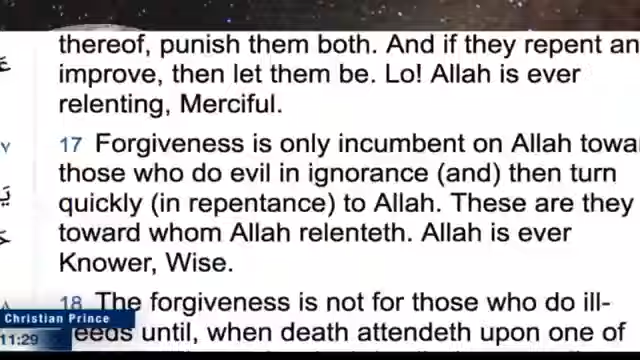 thereof, punish them both. And if they repent an
improve, then let them be. Lo! Allah is ever
relenting, Merciful.
17 Forgiveness is only incumbent on Allah towa
those who do evil in ignorance (and) then turn
quickly (in repentance) to Allah. These are they
toward whom Allah relenteth. Allah is ever
Knower, Wise.
18 The forgiveness is not for those who do ill-
eeds until, when death attendeth upon one of
Christian Prince
11:29